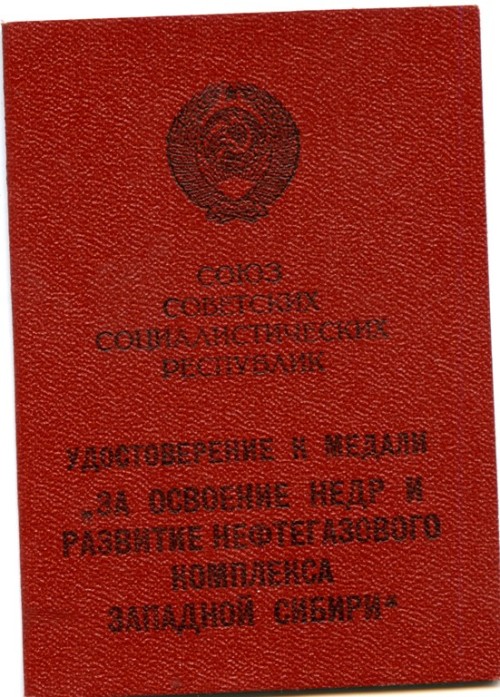 СОЮЗ
СОВЕТСКИХ
СОЦИАЛИСТИЧЕСКИХ
РЕСПУБЛИК
УДОСТОВЕРЕНИЕ К МЕДАЛИ
„ЗА ОСВОЕНИЕ НЕДР И
РАЗВИТИЕ НЕФТЕГАЗОВОГО
КОМПЛЕКСА
ЗАПАДНОЙ СИБИРИ“